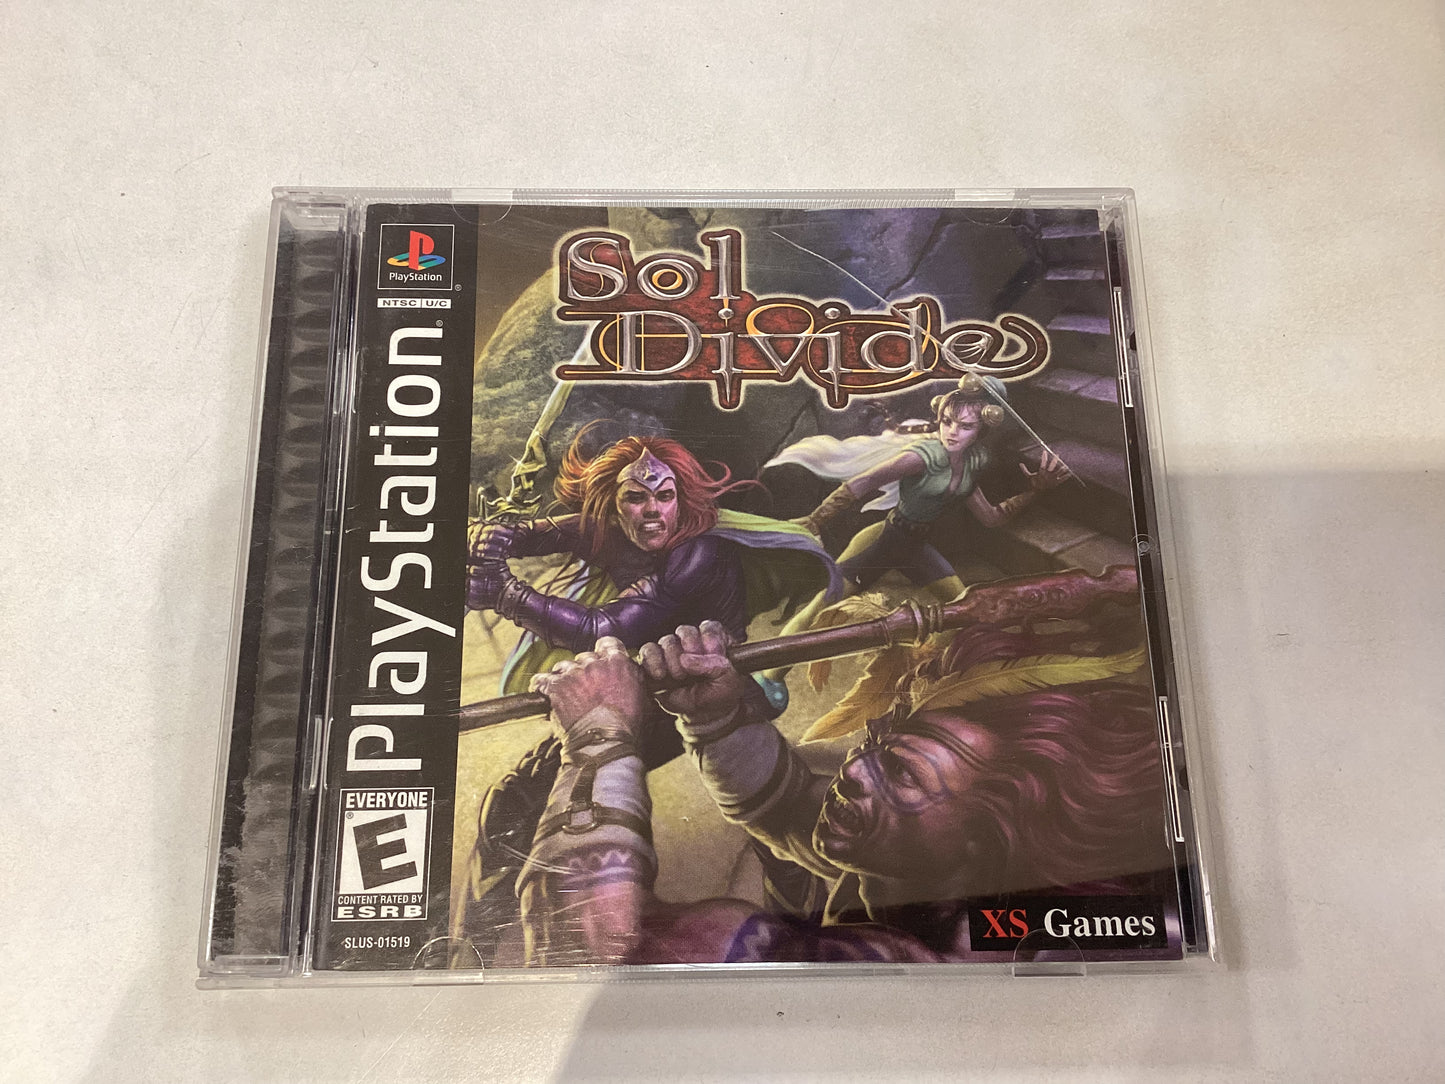 PlayStation
NTSC U/C
PlayStation®
EVERYONE
E
CONTENT RATED BY
ESRB
SLUS-01519
Sol
Divide
XS Games